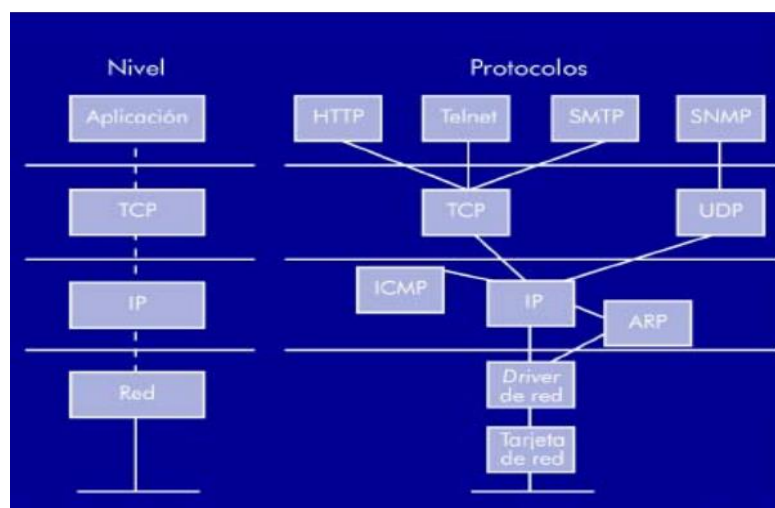 Nivel
Protocolos
Aplicación
HTTP
Telnet
SMTP
SNMP
TCP
TCP
UDP
IP
ICMP
IP
ARP
Red
Driver
de red
Tarjeta
de red